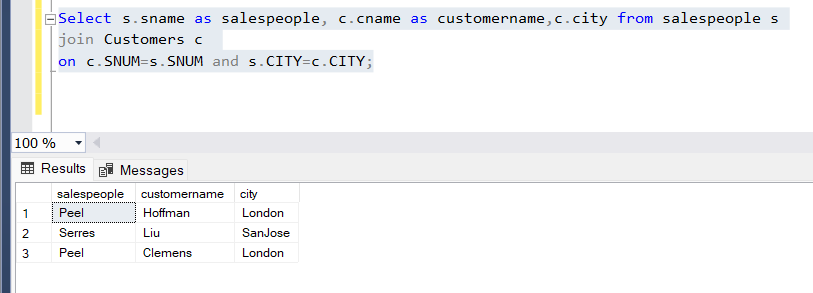 Select s.sname as salespeople, c.cname as customername,c.city from salespeople s
join Customers c
on c.SNUM=s.SNUM and s.CITY=c.CITY;
100 %
Results Messages
salespeople customername city
1 Peel Hoffman London
2 Serres Liu SanJose
3 Peel Clemens London